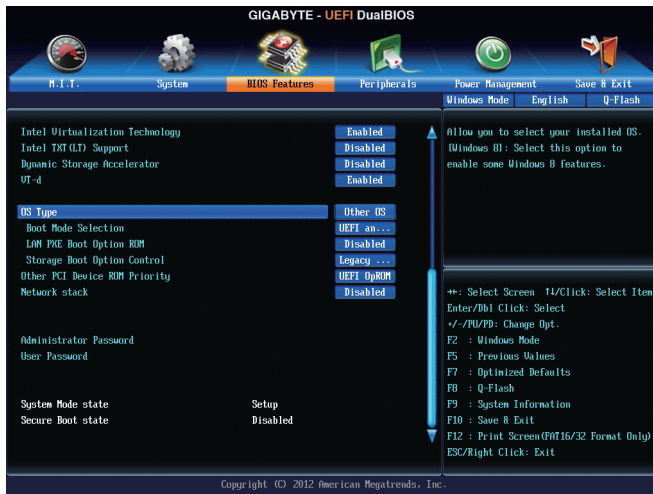 GIGABYTE - UEFI DualBIOS
M.I.T. System BIOS Features Peripherals Power Management Save & Exit
Windows Mode English Q-Flash
Intel Virtualization Technology Enabled
Intel TXT(LT) Support Disabled
Dynamic Storage Accelerator Disabled
VT-d Enabled
OS Type Other OS
Boot Mode Selection UEFI an...
LAN PXE Boot Option ROM Disabled
Storage Boot Option Control Legacy ...
Other PCI Device ROM Priority UEFI OpROM
Network stack Disabled
Administrator Password
User Password
System Mode state Setup
Secure Boot state Disabled
Allow you to select your installed OS.
[Windows 8]: Select this option to
enable some Windows 8 features.
→←: Select Screen ↑↓/Click: Select Item
Enter/Dbl Click: Select
+/-/PU/PD: Change Opt.
F2 : Windows Mode
F5 : Previous Values
F7 : Optimized Defaults
F8 : Q-Flash
F9 : System Information
F10 : Save & Exit
F12 : Print Screen(FAT16/32 Format Only)
ESC/Right Click: Exit
Copyright (C) 2012 American Megatrends, Inc.